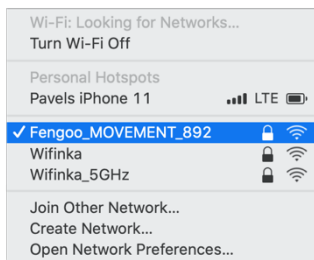 Wi-Fi: Looking for Networks...
Turn Wi-Fi Off
Personal Hotspots
Pavels iPhone 11 LTE
✓ Fengoo_MOVEMENT_892
Wifinka
Wifinka_5GHz
Join Other Network...
Create Network...
Open Network Preferences...